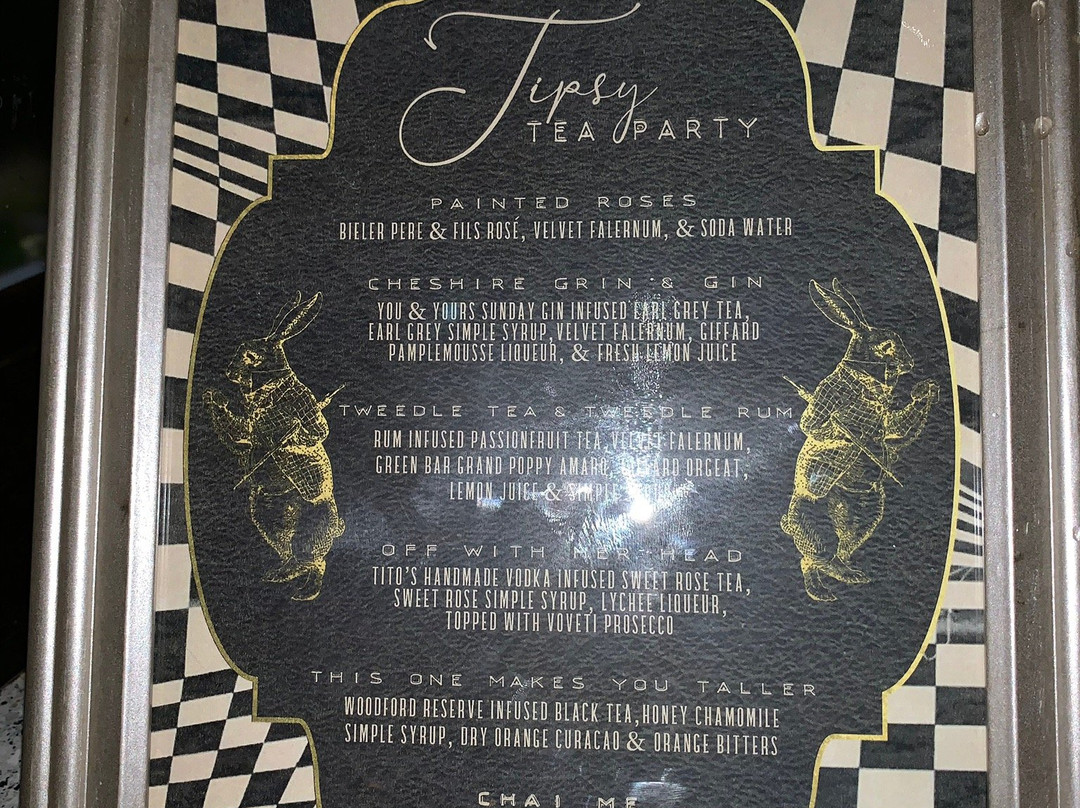 Tipsy
TEA PARTY
PAINTED ROSES
BIELER PERE & FILS ROSÉ, VELVET FALERNUM, & SODA WATER
CHESHIRE GRIN & GIN
YOU & YOURS SUNDAY GIN INFUSED EARL GREY TEA,
EARL GREY SIMPLE SYRUP, VELVET FALERNUM, GIFFARD
PAMPLEMOUSSE LIQUEUR, & FRESH LEMON JUICE
TWEEDLE TEA & TWEEDLE RUM
RUM INFUSED PASSIONFRUIT TEA, VELVET FALERNUM,
GREEN BAR GRAND POPPY AMARO, ORGEAT,
LEMON JUICE & SIMPLE
OFF WITH HER HEAD
TITO'S HANDMADE VODKA INFUSED SWEET ROSE TEA,
SWEET ROSE SIMPLE SYRUP, LYCHEE LIQUEUR,
TOPPED WITH VOVETI PROSECCO
THIS ONE MAKES YOU TALLER
WOODFORD RESERVE INFUSED BLACK TEA, HONEY CHAMOMILE
SIMPLE SYRUP, DRY ORANGE CURACAO & ORANGE BITTERS
CHAI ME